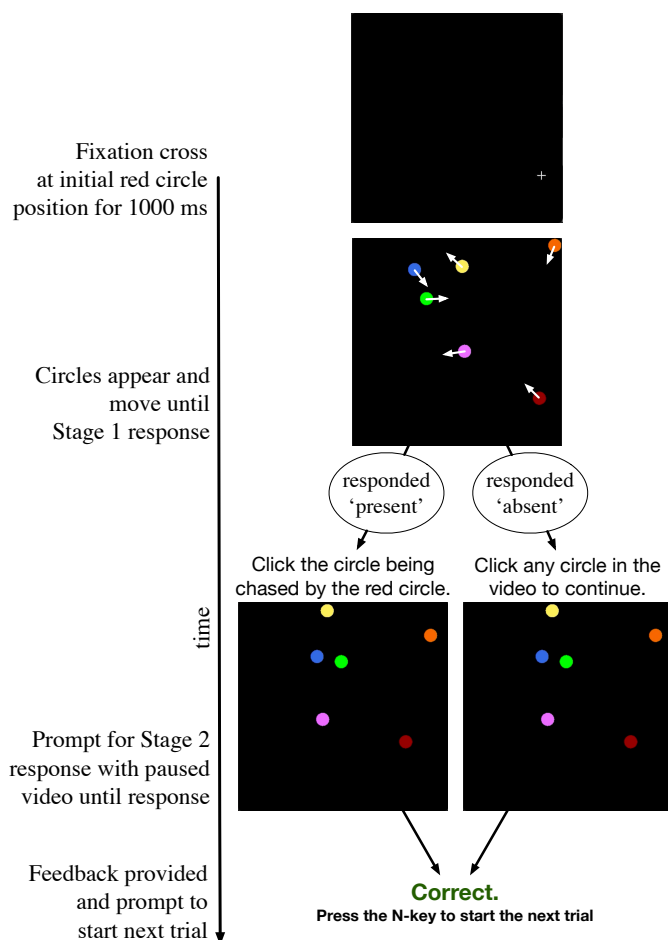 Fixation cross
at initial red circle
position for 1000 ms
Circles appear and
move until
Stage 1 response
responded
‘present’
responded
‘absent’
Click the circle being
chased by the red circle.
Click any circle in the
video to continue.
time
Prompt for Stage 2
response with paused
video until response
Feedback provided
and prompt to
start next trial
Correct.
Press the N-key to start the next trial